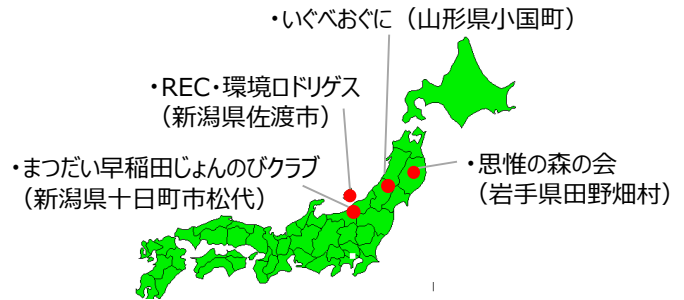 ・いぐべおぐに（山形県小国町）
・REC・環境ロドリゲス
（新潟県佐渡市）
・まつだい早稲田じょんのびクラブ
（新潟県十日町市松代）
・思惟の森の会
（岩手県田野畑村）